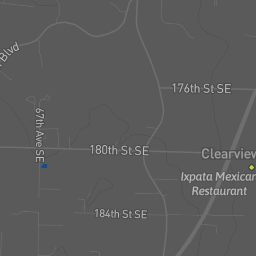 Blvd
176th St SE
67th Ave SE
180th St SE
Clearview
Ixpata Mexican
Restaurant
184th St SE